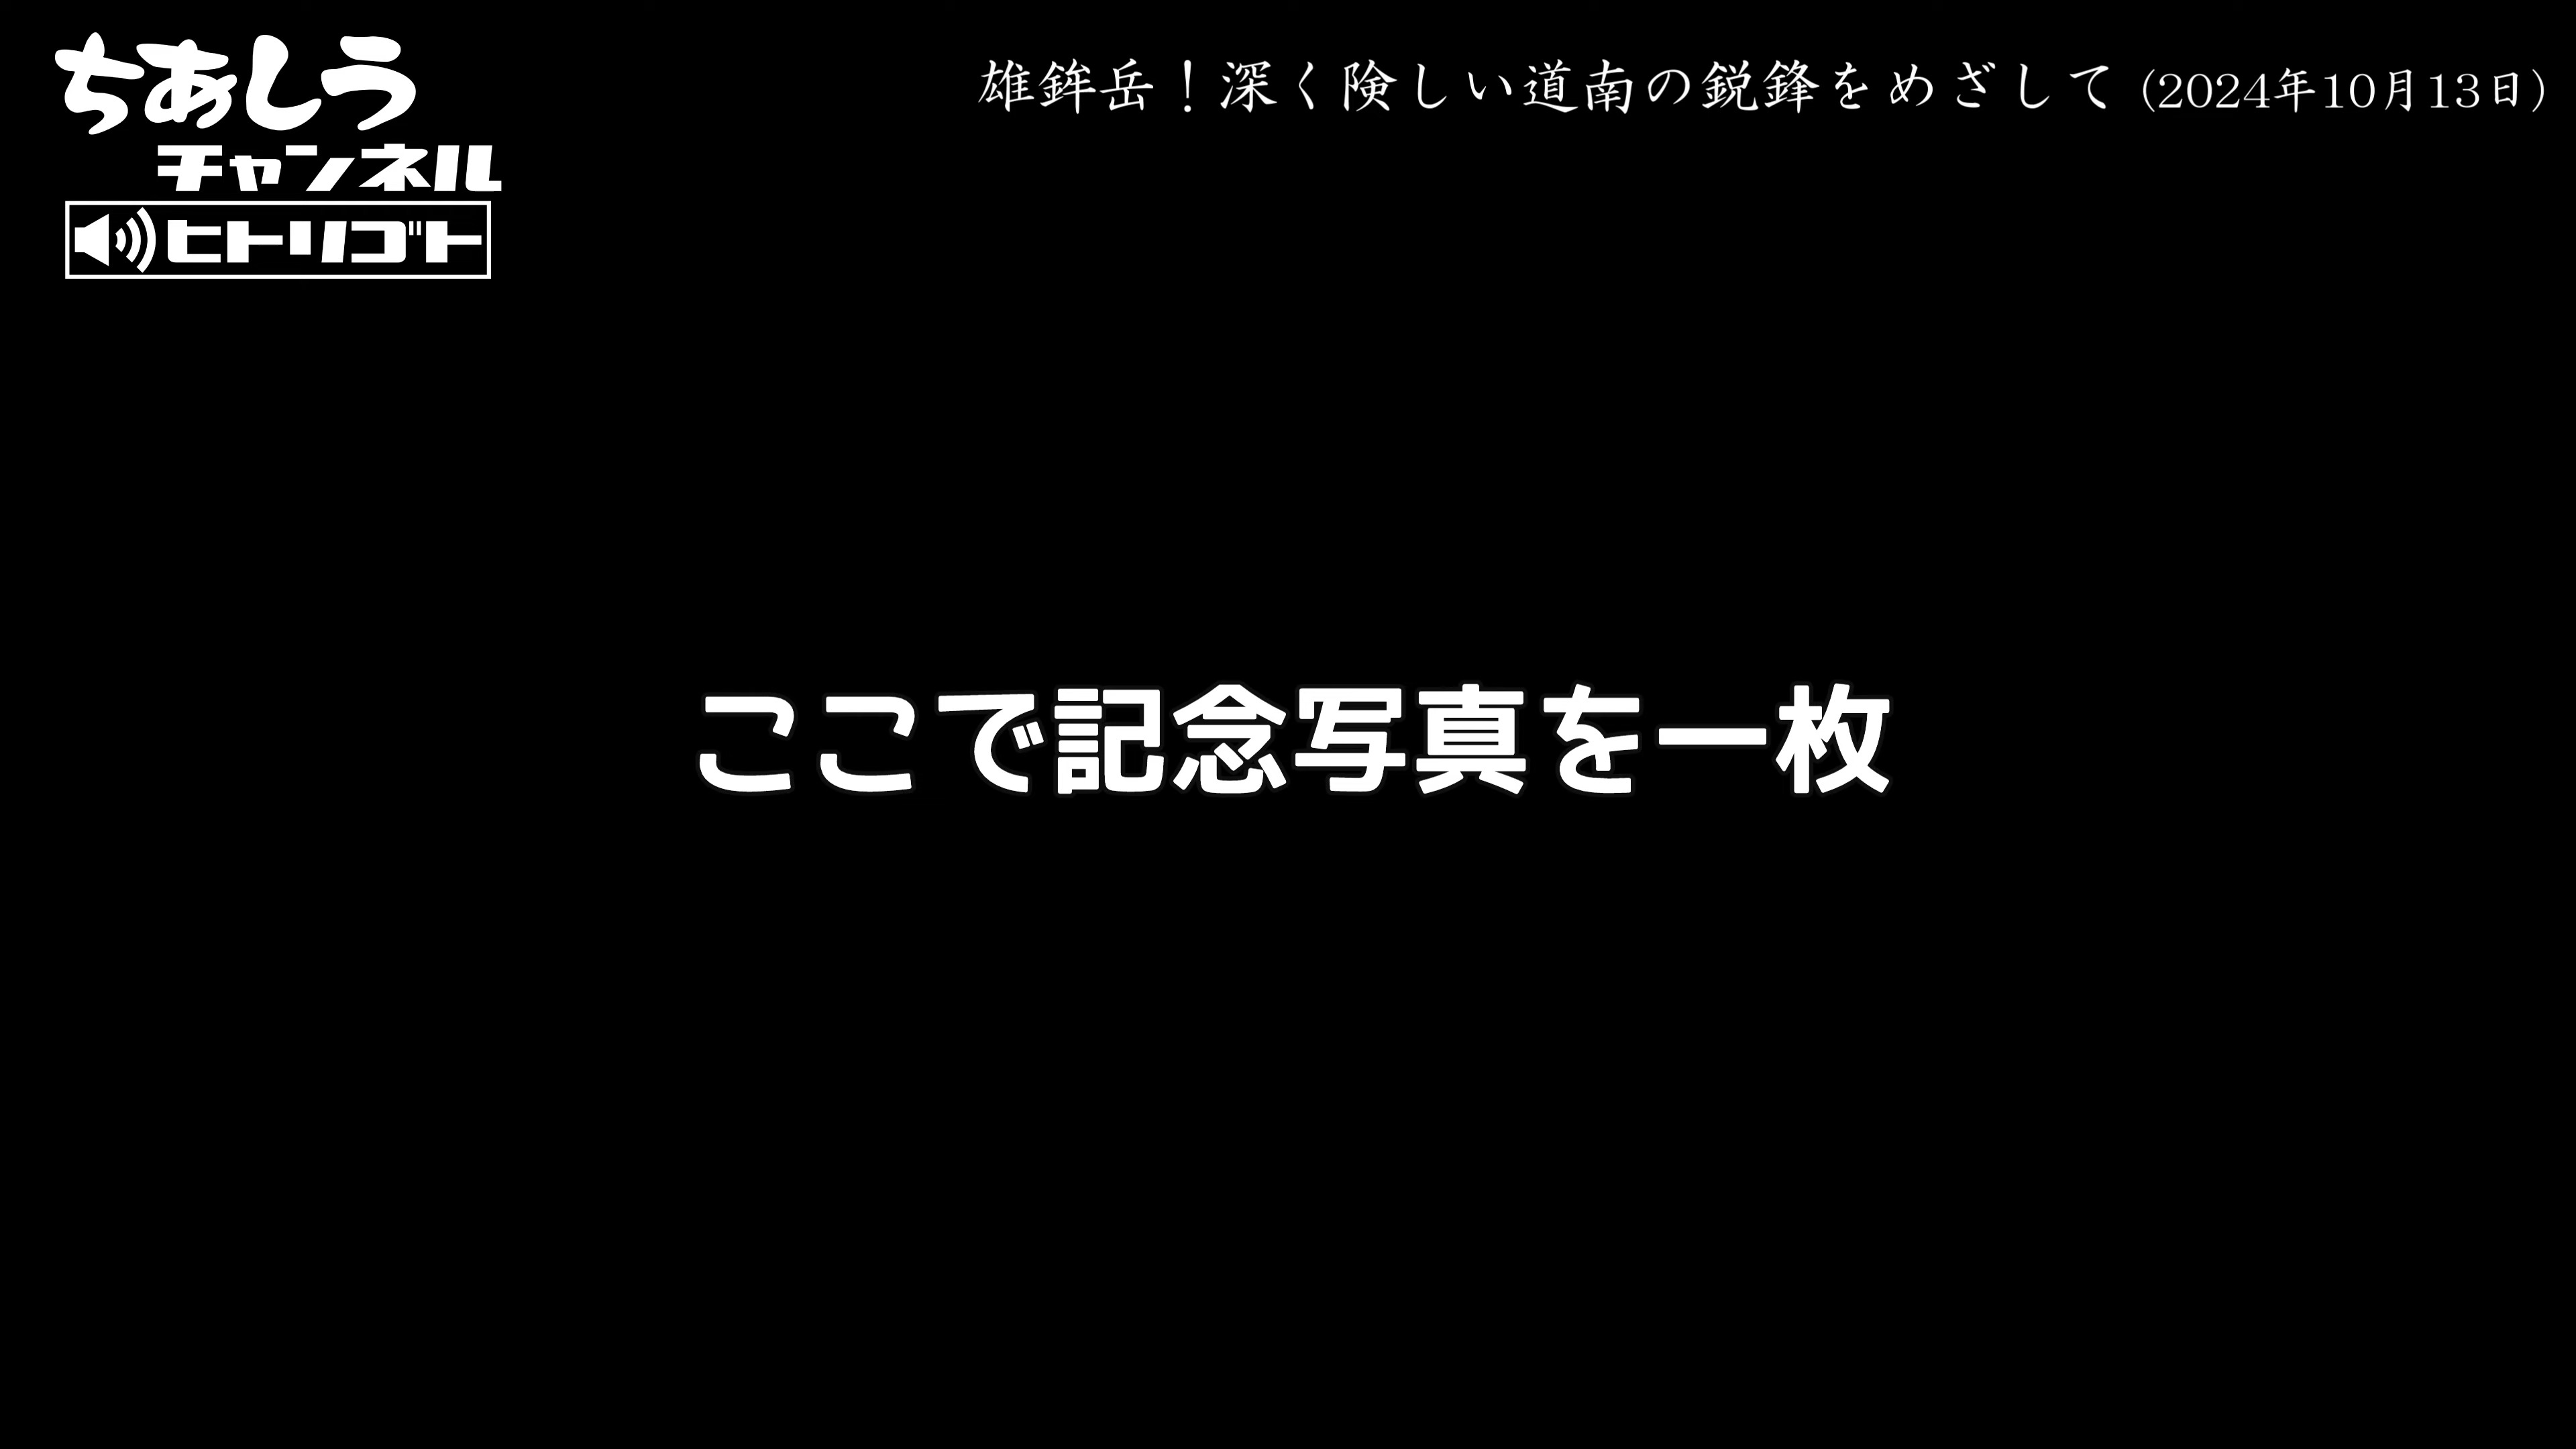 ちあしう
チャンネル
ヒトリゴト
雄鉾岳！深く険しい道南の鋭鋒をめざして（2024年10月13日）
ここで記念写真を一枚